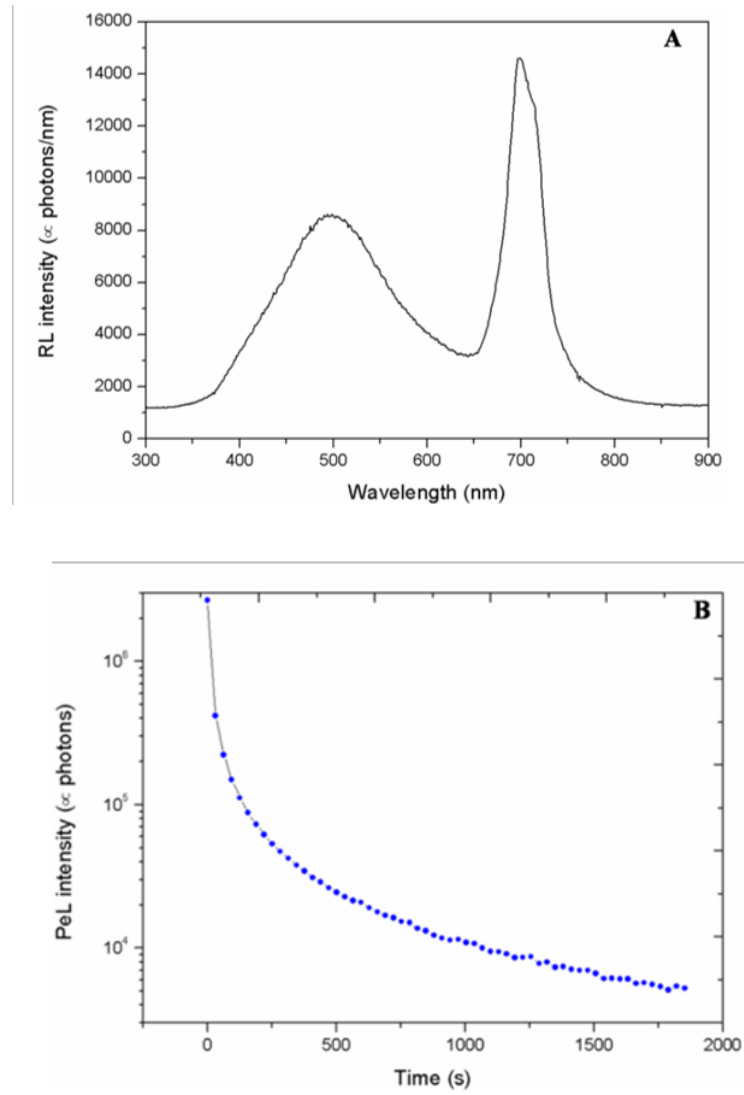 A
RL intensity (∝ photons/nm)
16000
14000
12000
10000
8000
6000
4000
2000
0
300 400 500 600 700 800 900
Wavelength (nm)
B
PeL intensity (∝ photons)
10⁶
10⁵
10⁴
0 500 1000 1500 2000
Time (s)